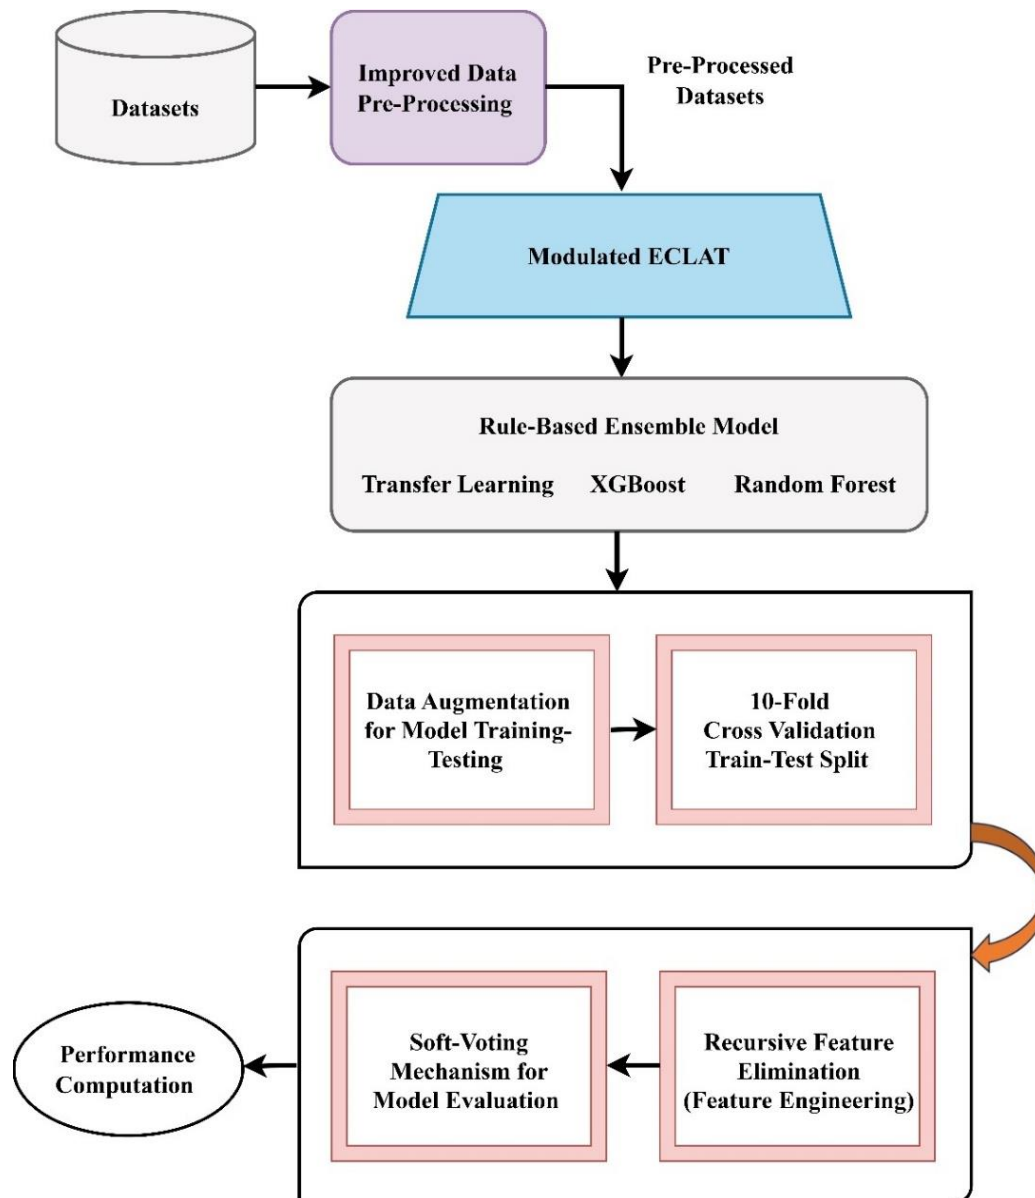 Datasets
Improved Data
Pre-Processing
Pre-Processed
Datasets
Modulated ECLAT
Rule-Based Ensemble Model
Transfer Learning XGBoost Random Forest
Data Augmentation
for Model Training-
Testing
10-Fold
Cross Validation
Train-Test Split
Recursive Feature
Elimination
(Feature Engineering)
Soft-Voting
Mechanism for
Model Evaluation
Performance
Computation